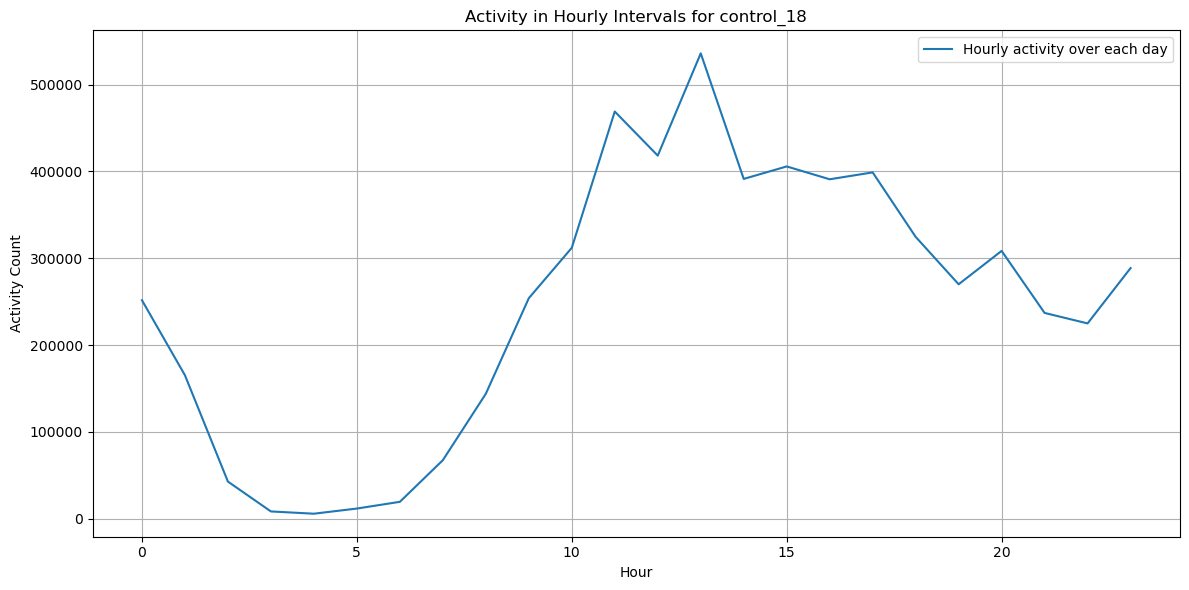 Activity in Hourly Intervals for control_18
Hourly activity over each day
Activity Count
500000
400000
300000
200000
100000
0
0 5 10 15 20
Hour